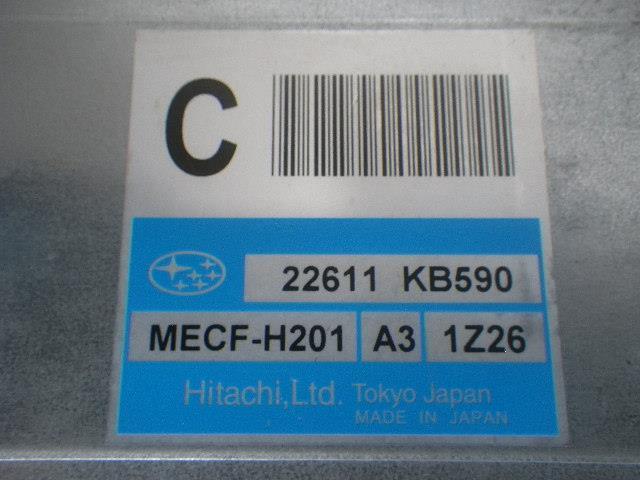 C
22611 KB590
MECF-H201 A3 1Z26
Hitachi,Ltd. Tokyo Japan
MADE IN JAPAN